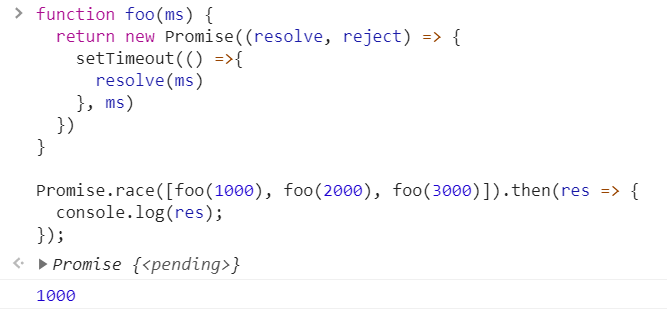 function foo(ms) {
  return new Promise((resolve, reject) => {
    setTimeout(() =>{
      resolve(ms)
    }, ms)
  })
}

Promise.race([foo(1000), foo(2000), foo(3000)]).then(res => {
  console.log(res);
});
Promise {<pending>}
1000